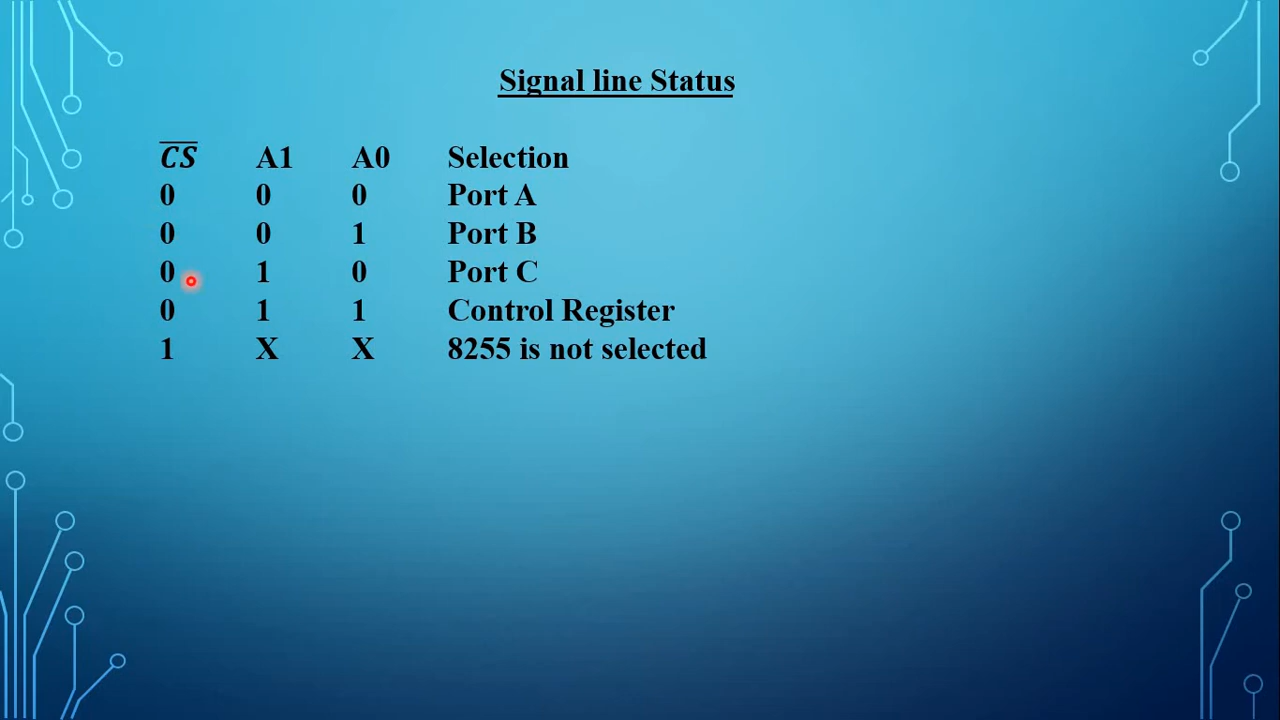 Signal line Status
C̅S̅ A1 A0 Selection
0 0 0 Port A
0 0 1 Port B
0 1 0 Port C
0 1 1 Control Register
1 X X 8255 is not selected